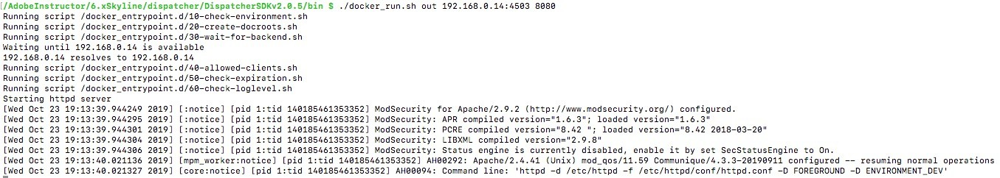 [/AdobeInstructor/6.xSkyline/dispatcher/DispatcherSDKv2.0.5/bin $ ./docker_run.sh out 192.168.0.14:4503 8080
Running script /docker_entrypoint.d/10-check-environment.sh
Running script /docker_entrypoint.d/20-create-docroots.sh
Running script /docker_entrypoint.d/30-wait-for-backend.sh
Waiting until 192.168.0.14 is available
192.168.0.14 resolves to 192.168.0.14
Running script /docker_entrypoint.d/40-allowed-clients.sh
Running script /docker_entrypoint.d/50-check-expiration.sh
Running script /docker_entrypoint.d/60-check-loglevel.sh
Starting httpd server
[Wed Oct 23 19:13:39.944249 2019] [:notice] [pid 1:tid 140185461353352] ModSecurity for Apache/2.9.2 (http://www.modsecurity.org/) configured.
[Wed Oct 23 19:13:39.944295 2019] [:notice] [pid 1:tid 140185461353352] ModSecurity: APR compiled version="1.6.3"; loaded version="1.6.3"
[Wed Oct 23 19:13:39.944301 2019] [:notice] [pid 1:tid 140185461353352] ModSecurity: PCRE compiled version="8.42 "; loaded version="8.42 2018-03-20"
[Wed Oct 23 19:13:39.944304 2019] [:notice] [pid 1:tid 140185461353352] ModSecurity: LIBXML compiled version="2.9.8"
[Wed Oct 23 19:13:39.944306 2019] [:notice] [pid 1:tid 140185461353352] ModSecurity: Status engine is currently disabled, enable it by set SecStatusEngine to On.
[Wed Oct 23 19:13:40.021136 2019] [mpm_worker:notice] [pid 1:tid 140185461353352] AH00292: Apache/2.4.41 (Unix) mod_qos/11.59 Communique/4.3.3-20190911 configured -- resuming normal operations
[Wed Oct 23 19:13:40.021327 2019] [core:notice] [pid 1:tid 140185461353352] AH00094: Command line: 'httpd -d /etc/httpd -f /etc/httpd/conf/httpd.conf -D FOREGROUND -D ENVIRONMENT_DEV'